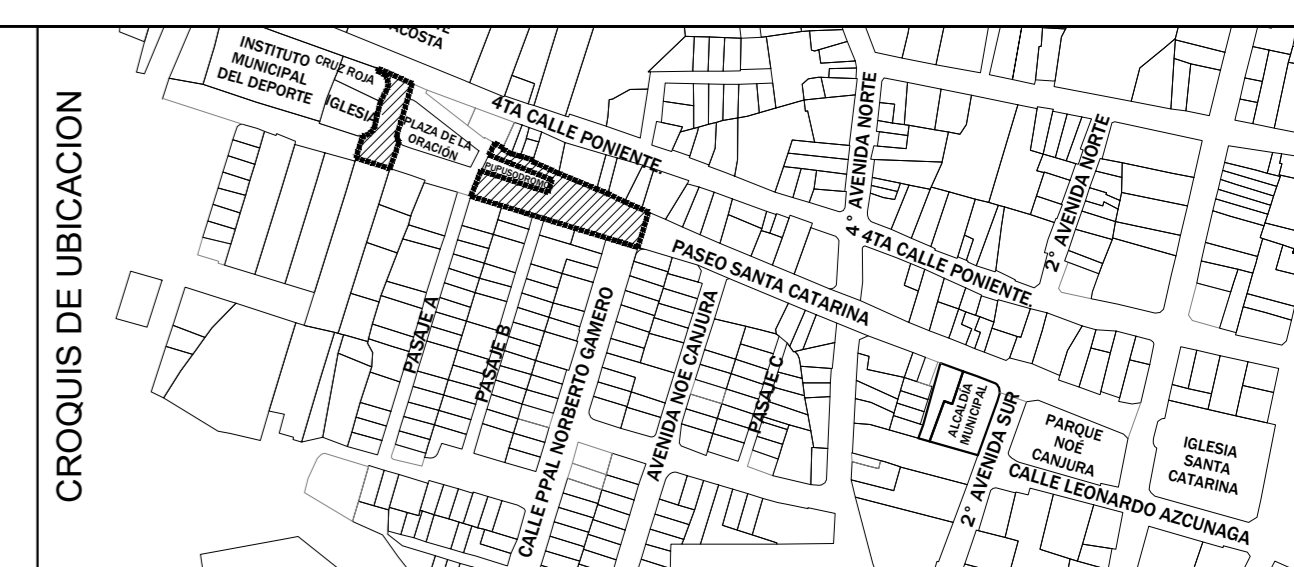 CROQUIS DE UBICACION
ACOSTA
INSTITUTO
MUNICIPAL
DEL DEPORTE
CRUZ ROJA
IGLESIA
PLAZA DE LA
ORACIÓN
PUPUSODROMO
4TA CALLE PONIENTE.
4° AVENIDA NORTE
2° AVENIDA NORTE
4TA CALLE PONIENTE.
PASEO SANTA CATARINA
PASAJE A
PASAJE B
CALLE PPAL NORBERTO GAMERO
AVENIDA NOE CANJURA
PASAJE C
ALCALDIA
MUNICIPAL
2° AVENIDA SUR
PARQUE
NOÉ
CANJURA
IGLESIA
SANTA
CATARINA
CALLE LEONARDO AZCUNAGA